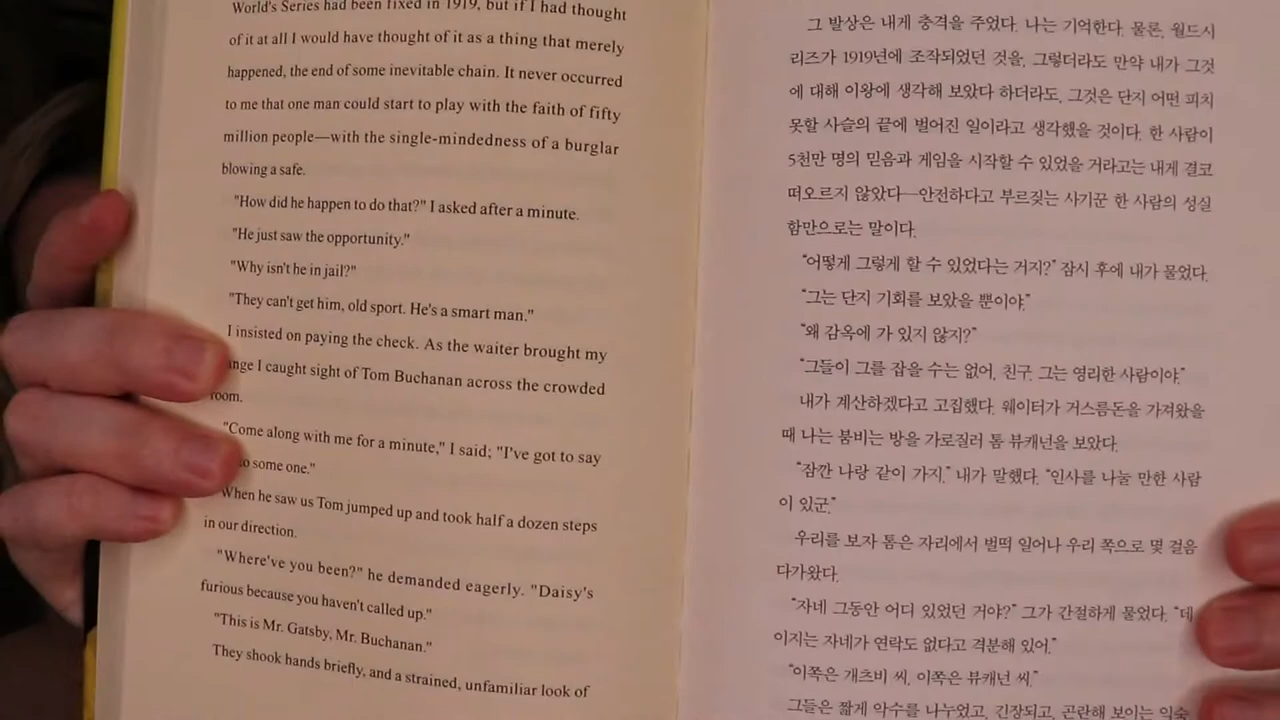 World's Series had been fixed in 1919, but if I had thought
of it at all I would have thought of it as a thing that merely
happened, the end of some inevitable chain. It never occurred
to me that one man could start to play with the faith of fifty
million people—with the single-mindedness of a burglar
blowing a safe.
"How did he happen to do that?" I asked after a minute.
"He just saw the opportunity."
"Why isn't he in jail?"
"They can't get him, old sport. He's a smart man."
I insisted on paying the check. As the waiter brought my
I caught sight of Tom Buchanan across the crowded
room.
"Come along with me for a minute," I said; "I've got to say
to some one."
When he saw us Tom jumped up and took half a dozen steps
in our direction.
"Where've you been?" he demanded eagerly. "Daisy's
furious because you haven't called up."
"This is Mr. Gatsby, Mr. Buchanan."
They shook hands briefly, and a strained, unfamiliar look of
그 발상은 내게 충격을 주었다. 나는 기억한다. 물론, 월드시
리즈가 1919년에 조작되었던 것을, 그렇더라도 만약 내가 그것
에 대해 이왕에 생각해 보았다 하더라도, 그것은 단지 어떤 피치
못할 사슬의 끝에 벌어진 일이라고 생각했을 것이다. 한 사람이
5천만 명의 믿음과 게임을 시작할 수 있었을 거라고는 내게 결코
떠오르지 않았다—안전하다고 부르짖는 사기꾼 한 사람의 성실
함만으로는 말이다.
"어떻게 그렇게 할 수 있었다는 거지?" 잠시 후에 내가 물었다.
"그는 단지 기회를 보았을 뿐이야."
"왜 감옥에 가 있지 않지?"
"그들이 그를 잡을 수는 없어, 친구. 그는 영리한 사람이야."
내가 계산하겠다고 고집했다. 웨이터가 거스름돈을 가져왔을
때 나는 붐비는 방을 가로질러 톰 뷰캐넌을 보았다.
"잠깐 나랑 같이 가지." 내가 말했다. "인사를 나눌 만한 사람
이 있군."
우리를 보자 톰은 자리에서 벌떡 일어나 우리 쪽으로 몇 걸음
다가왔다.
"자네 그동안 어디 있었던 거야?" 그가 간절하게 물었다. "데
이지는 자네가 연락도 없다고 격분해 있어."
"이쪽은 개츠비 씨, 이쪽은 뷰캐넌 씨."
그들은 짧게 악수를 나누었고, 긴장되고, 곤란해 보이는 익숙